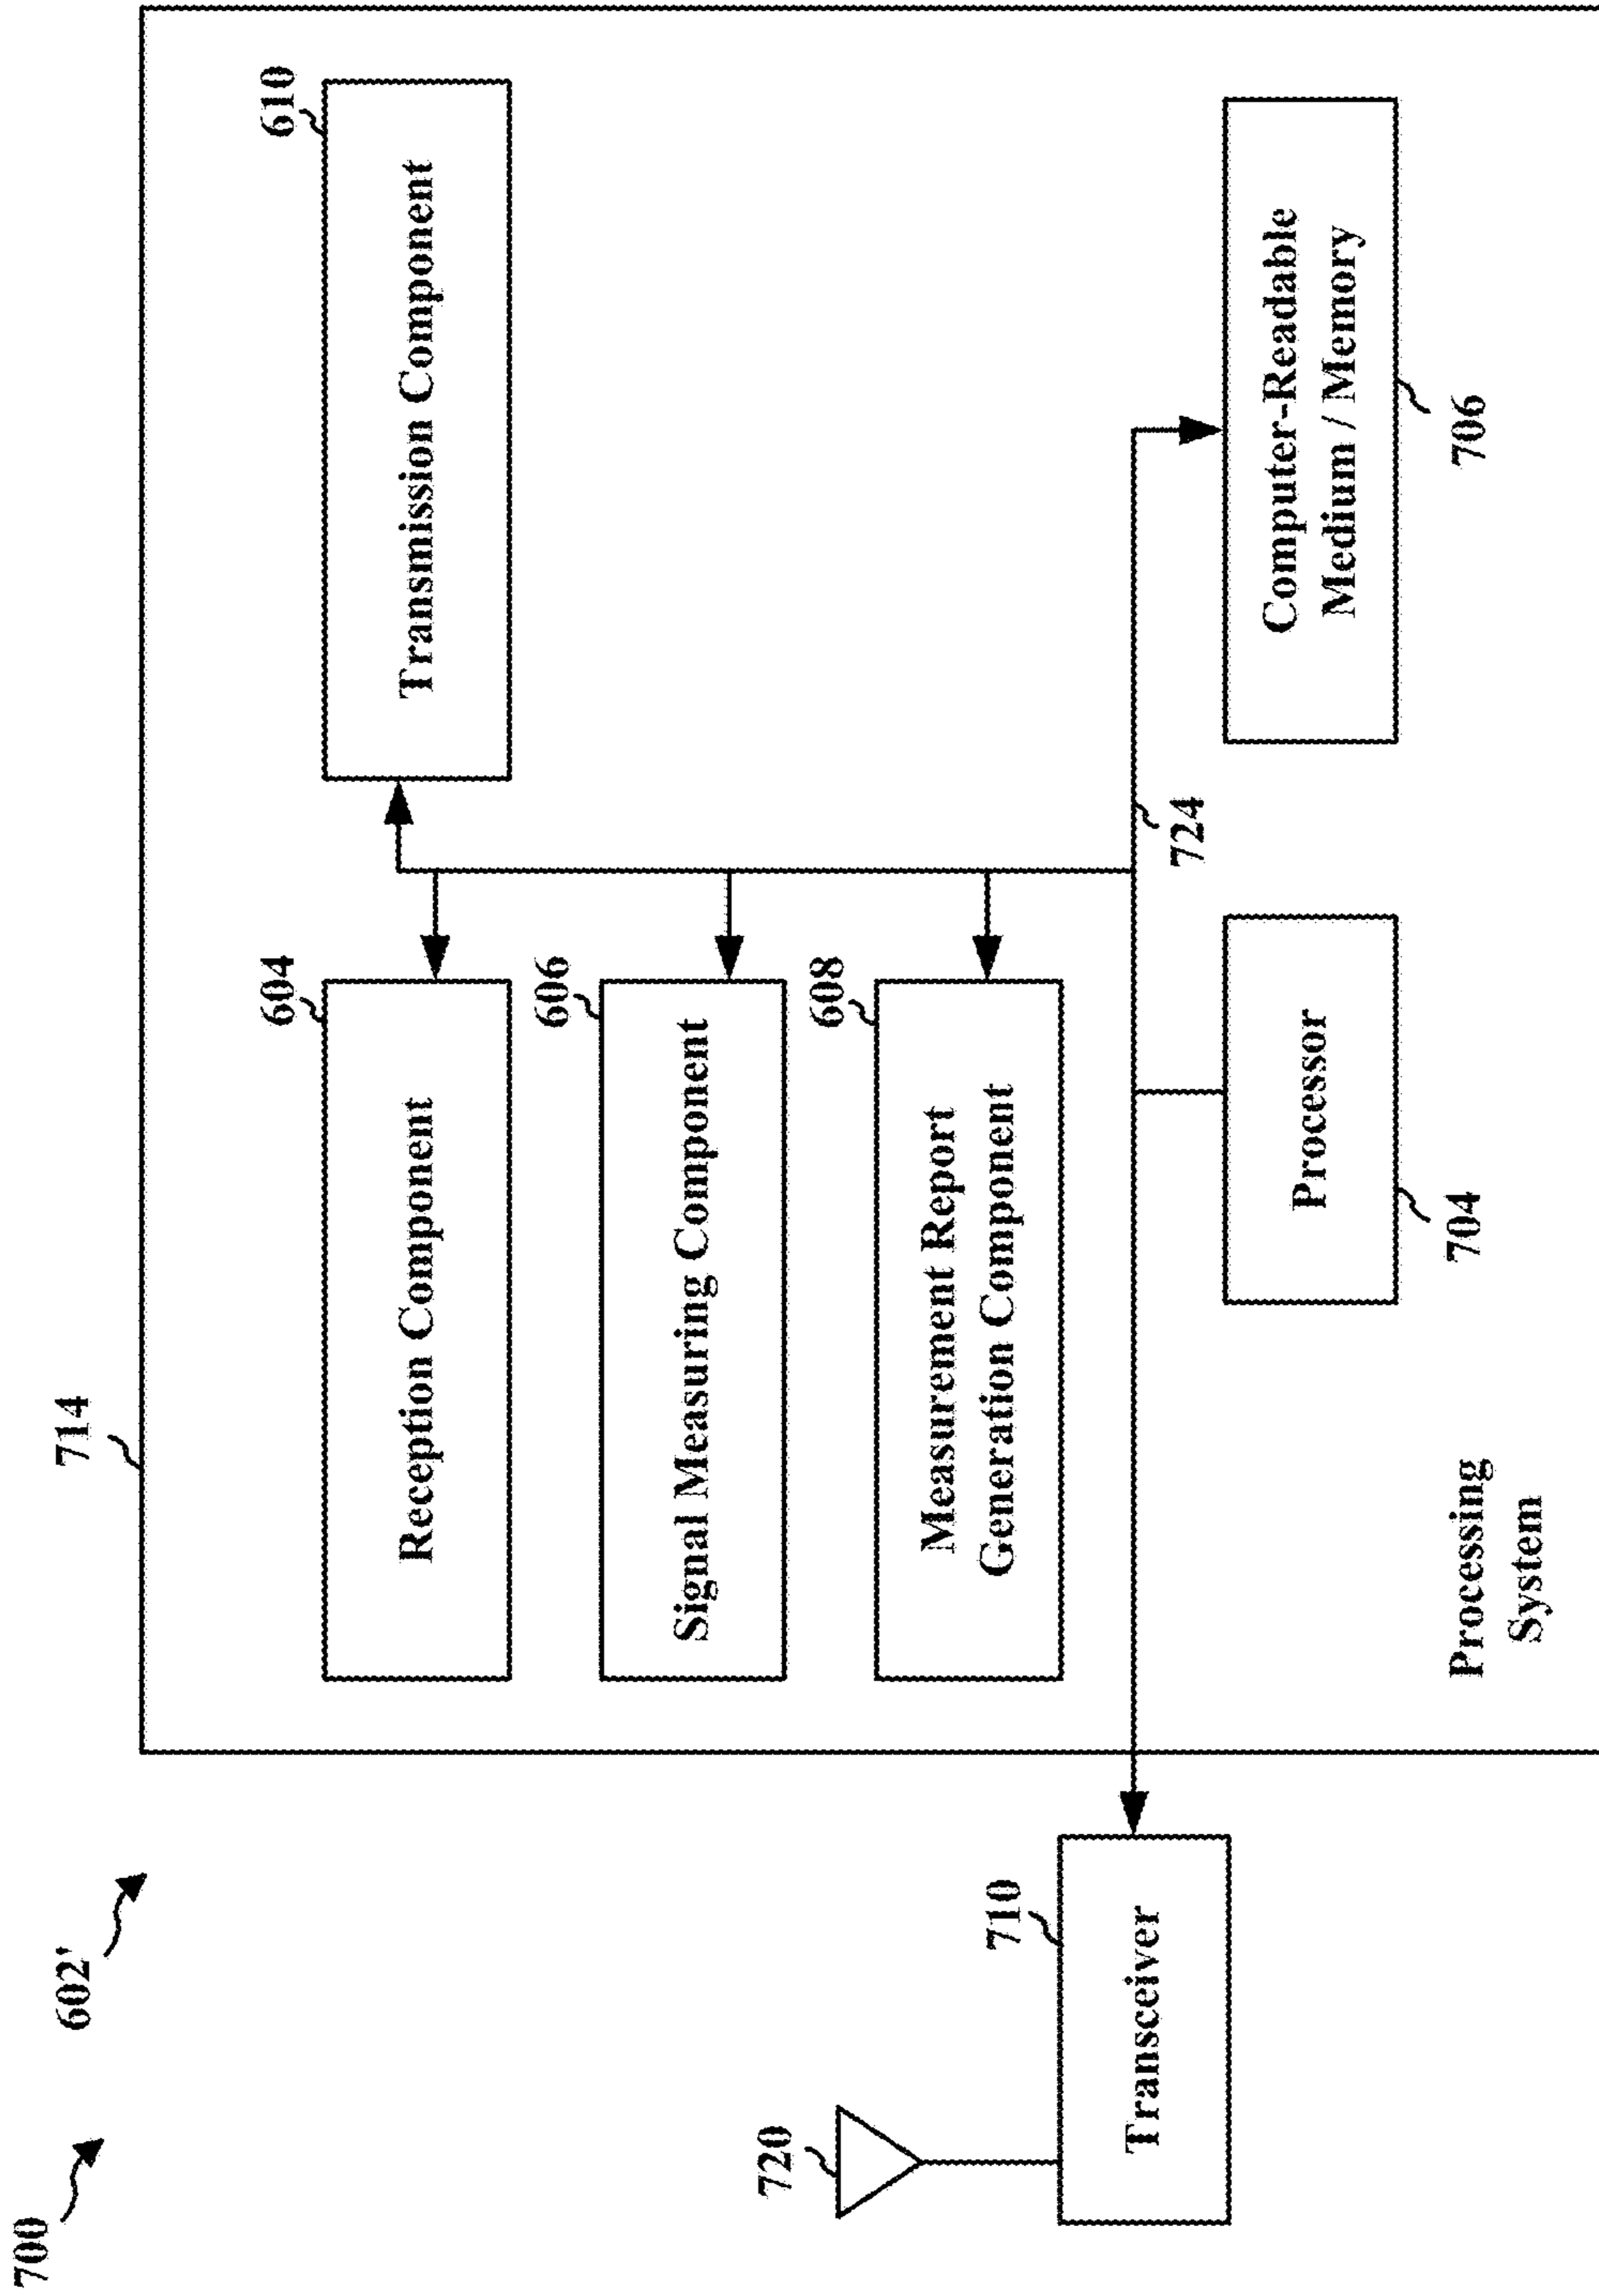 700
602'
714
604
Reception Component
610
Transmission Component
606
Signal Measuring Component
608
Measurement Report
Generation Component
720
710
Transceiver
724
Processor
704
Computer-Readable
Medium / Memory
706
Processing
System